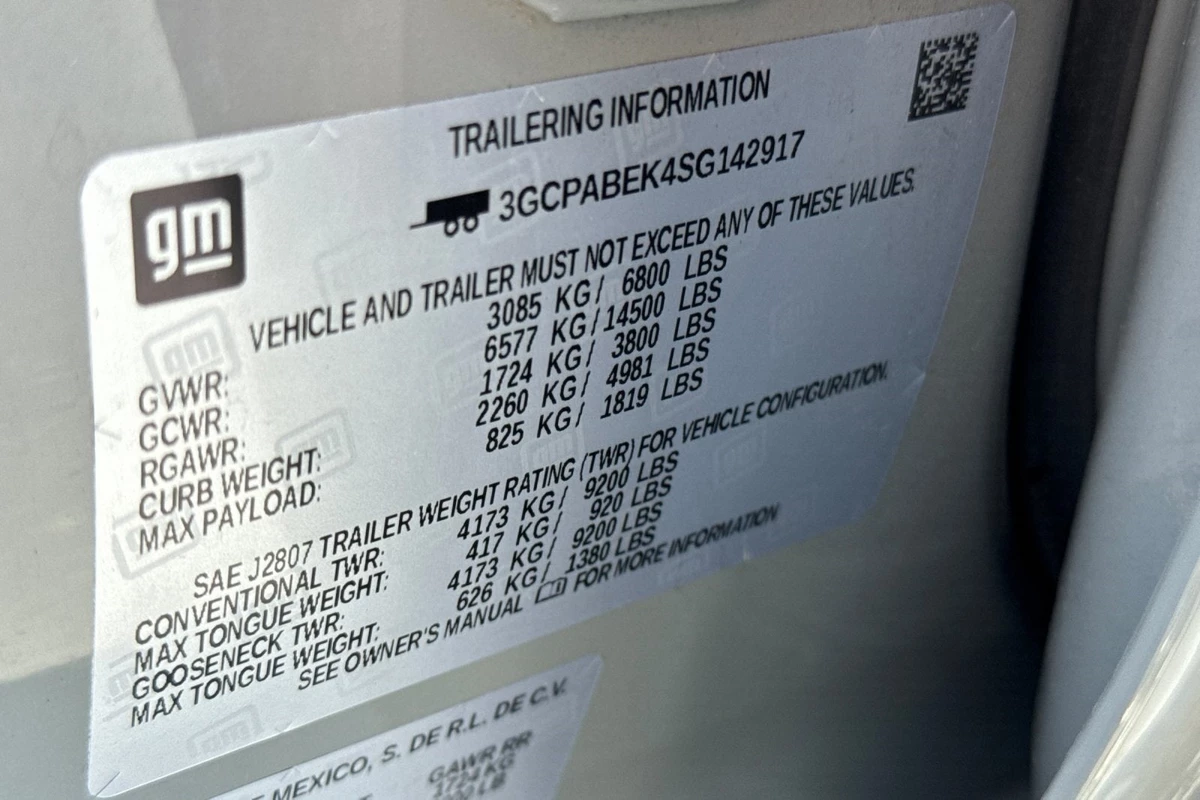 gm
TRAILERING INFORMATION
3GCPABEK4SG142917
VEHICLE AND TRAILER MUST NOT EXCEED ANY OF THESE VALUES.
GVWR: 3085 KG/ 6800 LBS
GCWR: 6577 KG/14500 LBS
RGAWR: 1724 KG/ 3800 LBS
CURB WEIGHT: 2260 KG/ 4981 LBS
MAX PAYLOAD: 825 KG/ 1819 LBS
SAE J2807 TRAILER WEIGHT RATING (TWR) FOR VEHICLE CONFIGURATION.
CONVENTIONAL TWR: 4173 KG/ 9200 LBS
MAX TONGUE WEIGHT: 417 KG/ 920 LBS
GOOSENECK TWR: 4173 KG/ 9200 LBS
MAX TONGUE WEIGHT: 626 KG/ 1380 LBS
SEE OWNER'S MANUAL FOR MORE INFORMATION
MEXICO, S. DE R.L. DE C.V.
GAWR RR
1724 KG